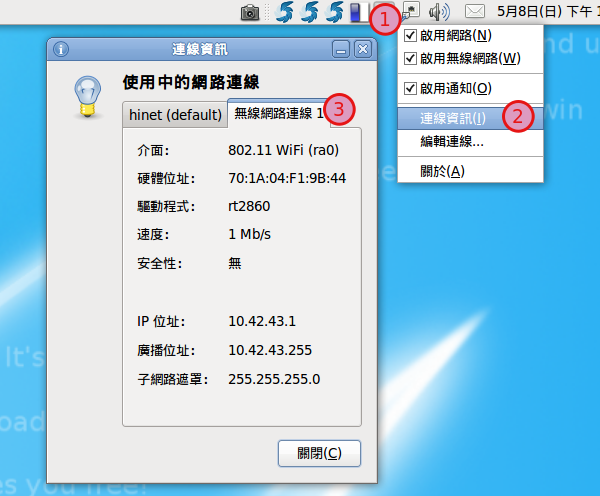 5月8日(日) 下午 1
1
啟用網路(N)
啟用無線網路(W)
啟用通知(O)
連線資訊(I)
2
編輯連線...
關於(A)
連線資訊
使用中的網路連線
hinet (default)
無線網路連線 1
3
介面: 802.11 WiFi (ra0)
硬體位址: 70:1A:04:F1:9B:44
驅動程式: rt2860
速度: 1 Mb/s
安全性: 無
IP 位址: 10.42.43.1
廣播位址: 10.42.43.255
子網路遮罩: 255.255.255.0
關閉(C)
nd u
win
It's
oad
es you free!